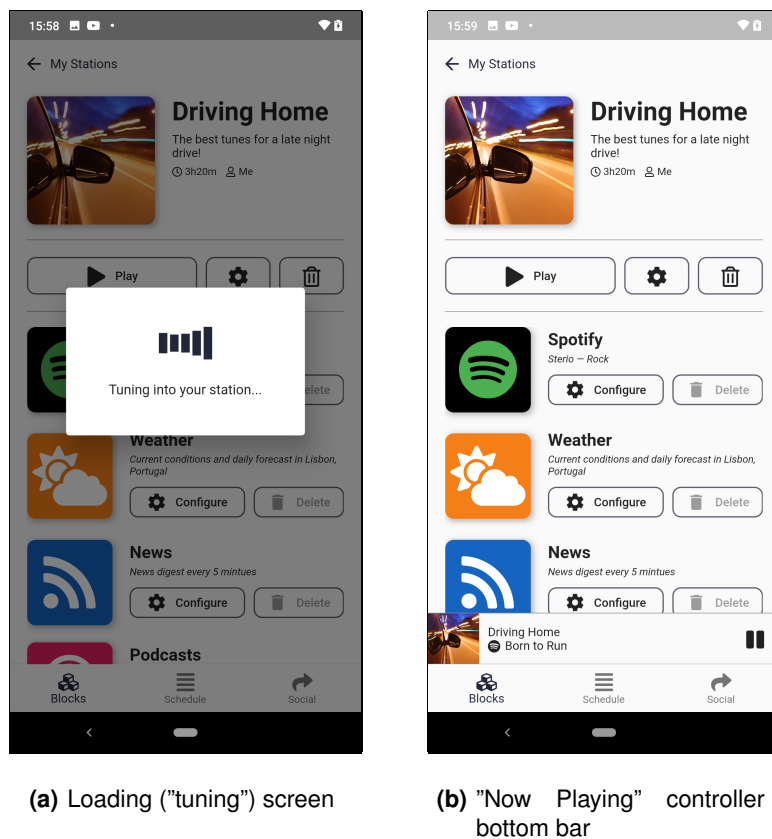 15:58
My Stations
Driving Home
The best tunes for a late night
drive!
3h20m Me
Play
Tuning into your station...
elete
Weather
Current conditions and daily forecast in Lisbon,
Portugal
Configure Delete
News
News digest every 5 mintues
Configure Delete
Podcasts
Blocks Schedule Social
(a) Loading ("tuning") screen
15:59
My Stations
Driving Home
The best tunes for a late night
drive!
3h20m Me
Play
Spotify
Sterio — Rock
Configure Delete
Weather
Current conditions and daily forecast in Lisbon,
Portugal
Configure Delete
News
News digest every 5 mintues
Configure Delete
Driving Home
Born to Run
Blocks Schedule Social
(b) ”Now Playing” controller
bottom bar